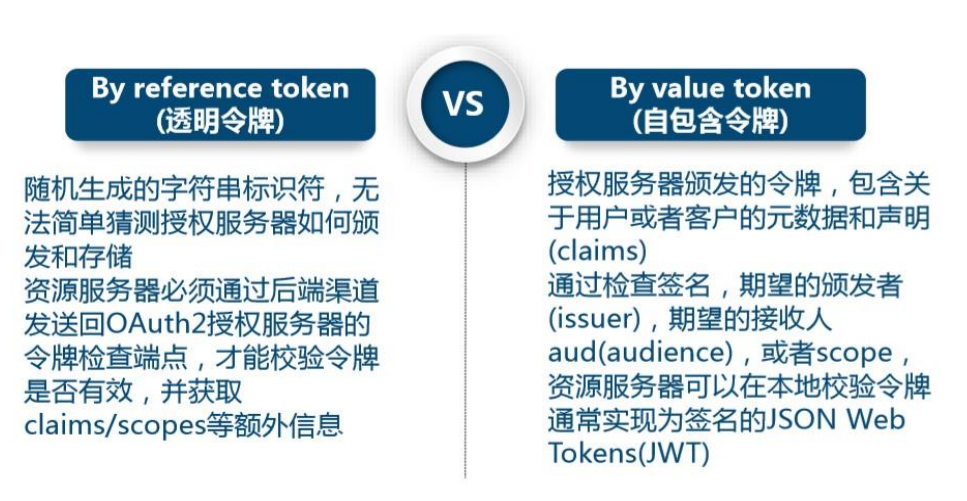 By reference token
(透明令牌)
VS
By value token
(自包含令牌)
随机生成的字符串标识符，无
法简单猜测授权服务器如何颁
发和存储
资源服务器必须通过后端渠道
发送回OAuth2授权服务器的
令牌检查端点，才能校验令牌
是否有效，并获取
claims/scopes等额外信息
授权服务器颁发的令牌，包含关
于用户或者客户的元数据和声明
(claims)
通过检查签名，期望的颁发者
(issuer)，期望的接收人
aud(audience)，或者scope，
资源服务器可以在本地校验令牌
通常实现为签名的JSON Web
Tokens(JWT)